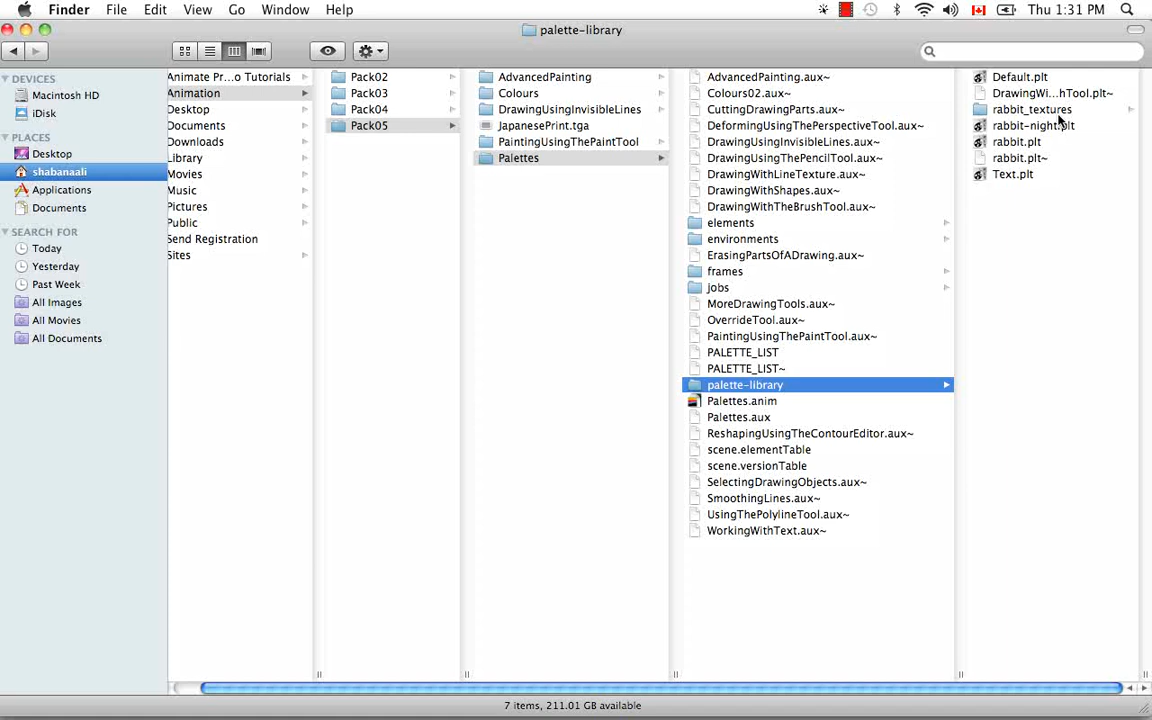 Finder File Edit View Go Window Help Thu 1:31 PM
palette-library
DEVICES
Macintosh HD
iDisk
PLACES
Desktop
shabanaali
Applications
Documents
SEARCH FOR
Today
Yesterday
Past Week
All Images
All Movies
All Documents
Animate Pr...o Tutorials
Animation
Desktop
Documents
Downloads
Library
Movies
Music
Pictures
Public
Send Registration
Sites
Pack02
Pack03
Pack04
Pack05
AdvancedPainting
Colours
DrawingUsingInvisibleLines
JapanesePrint.tga
PaintingUsingThePaintTool
Palettes
AdvancedPainting.aux~
Colours02.aux~
CuttingDrawingParts.aux~
DeformingUsingThePerspectiveTool.aux~
DrawingUsingInvisibleLines.aux~
DrawingUsingThePencilTool.aux~
DrawingWithLineTexture.aux~
DrawingWithShapes.aux~
DrawingWithTheBrushTool.aux~
elements
environments
ErasingPartsOfADrawing.aux~
frames
jobs
MoreDrawingTools.aux~
OverrideTool.aux~
PaintingUsingThePaintTool.aux~
PALETTE_LIST
PALETTE_LIST~
palette-library
Palettes.anim
Palettes.aux
ReshapingUsingTheContourEditor.aux~
scene.elementTable
scene.versionTable
SelectingDrawingObjects.aux~
SmoothingLines.aux~
UsingThePolylineTool.aux~
WorkingWithText.aux~
Default.plt
DrawingWi...hTool.plt~
rabbit_textures
rabbit-night.plt
rabbit.plt
rabbit.plt~
Text.plt
7 items, 211.01 GB available